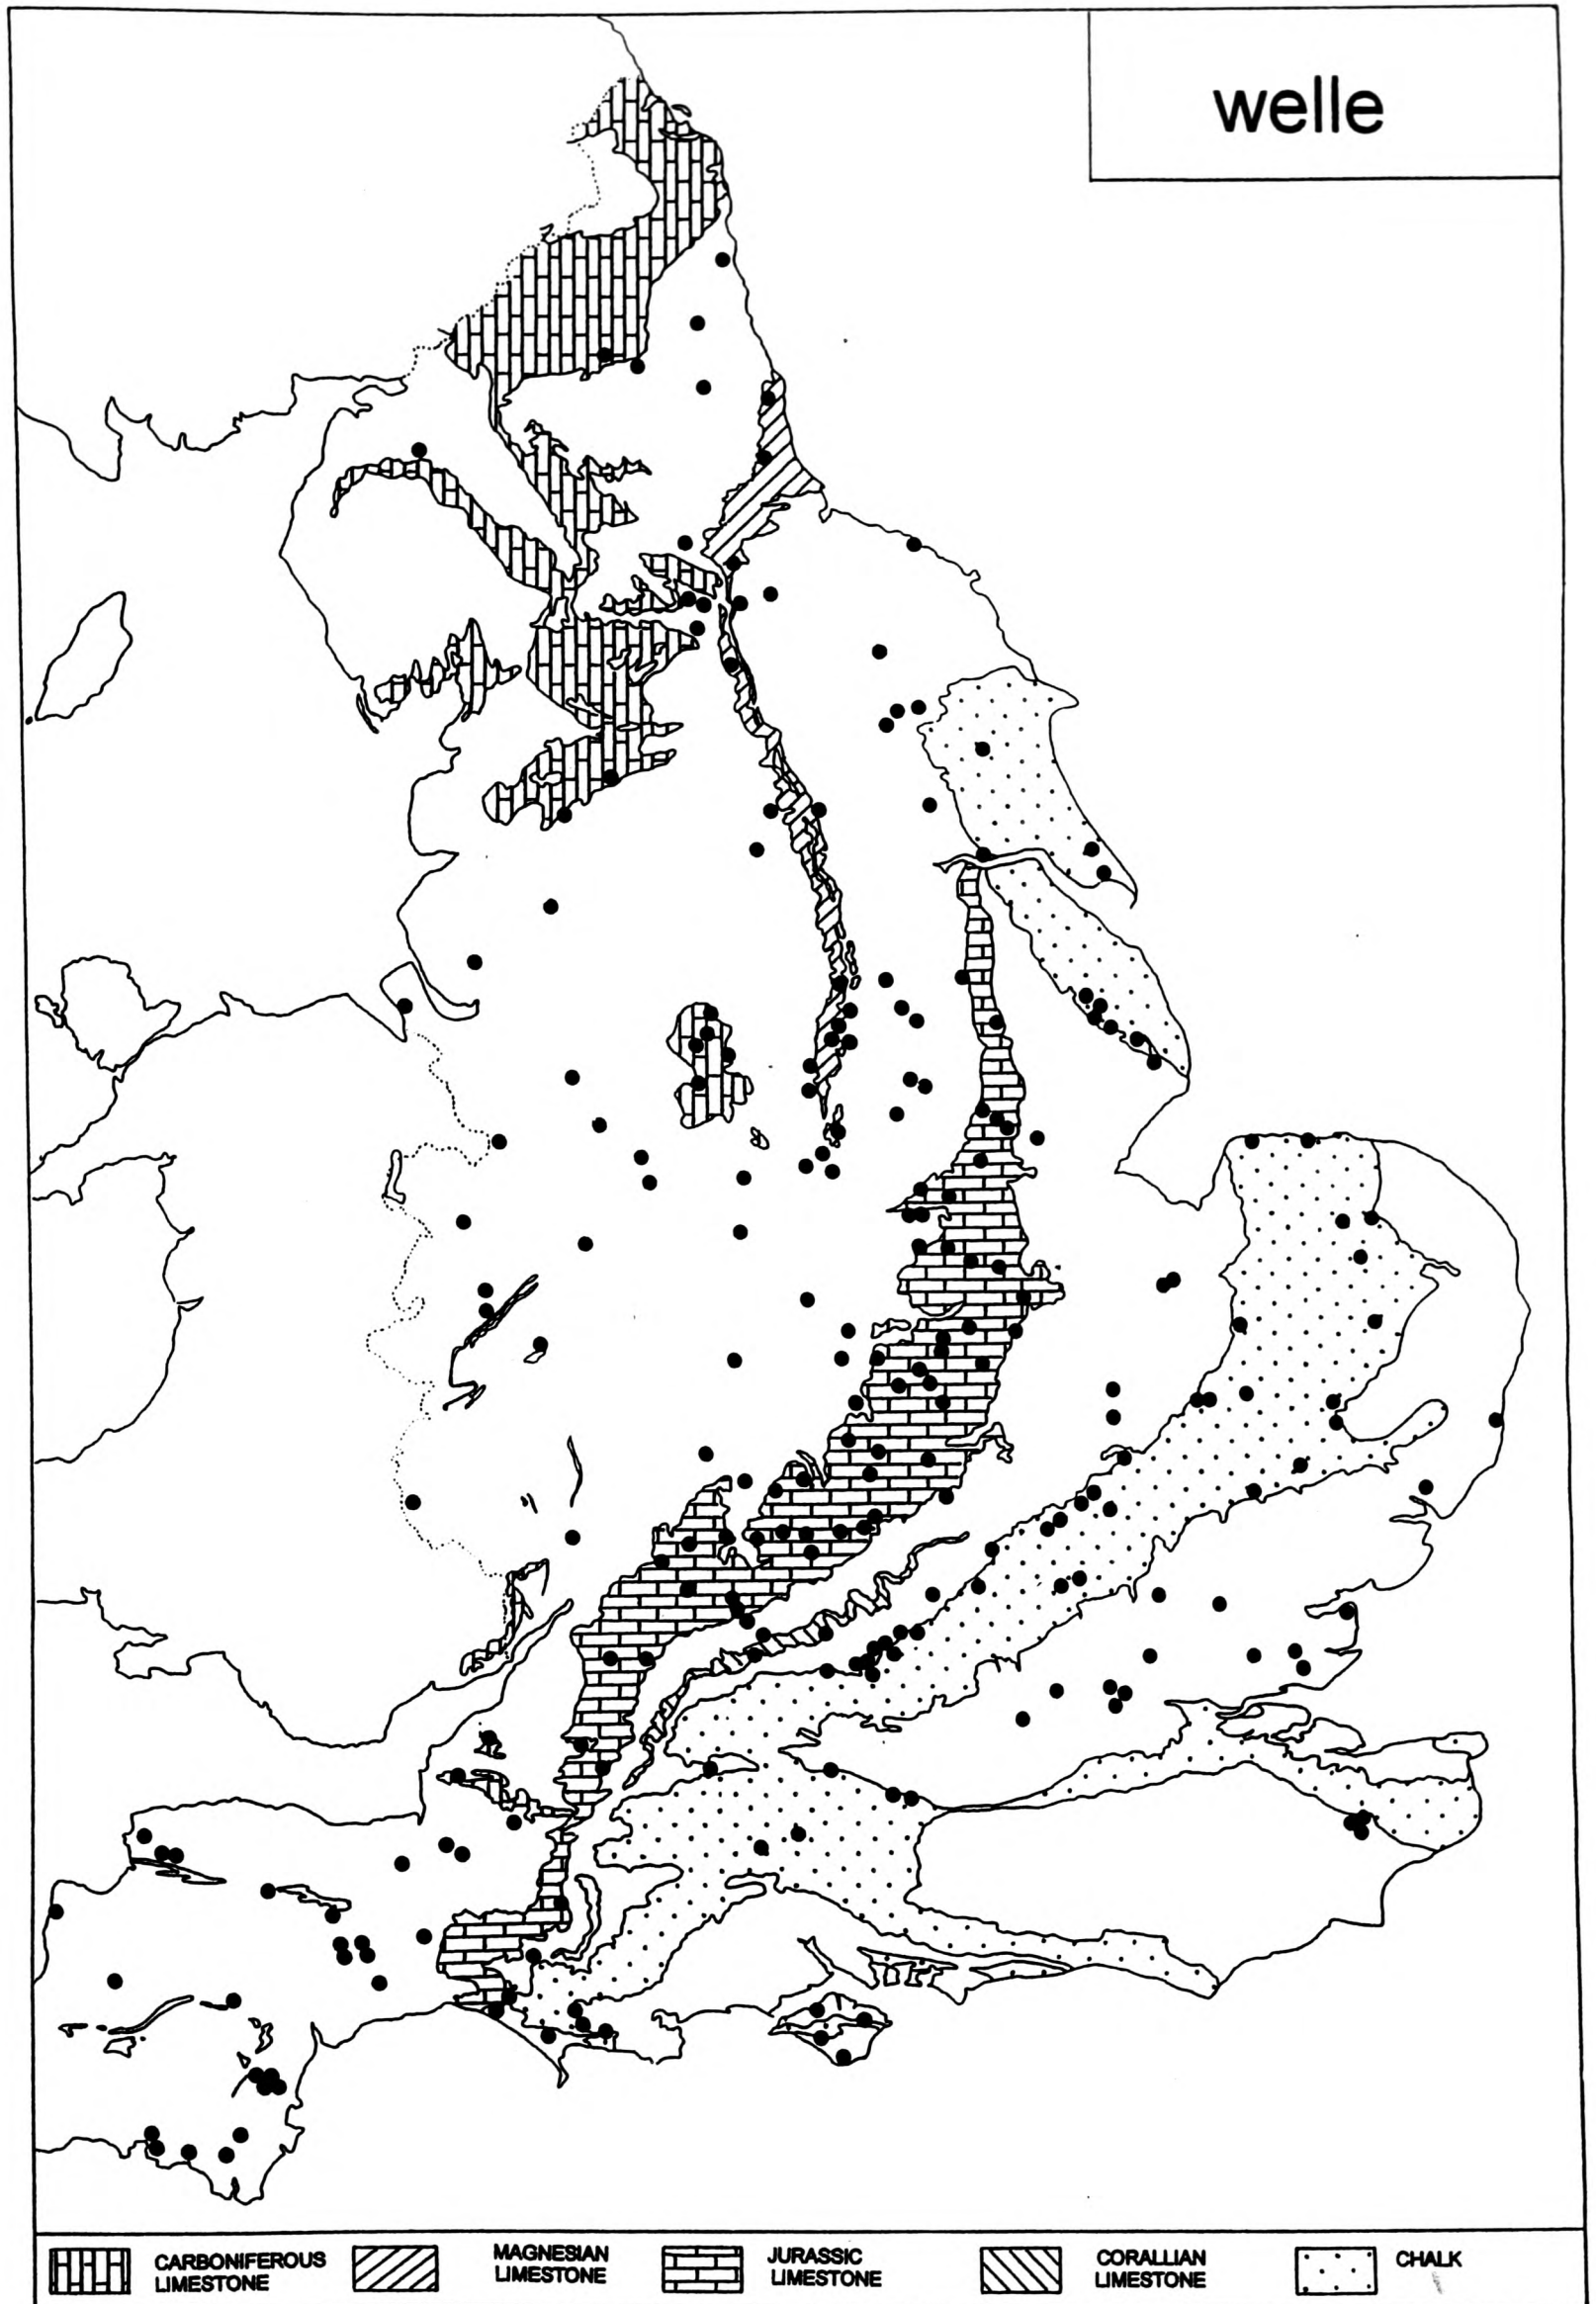 welle
CARBONIFEROUS
LIMESTONE
MAGNESIAN
LIMESTONE
JURASSIC
LIMESTONE
CORALLIAN
LIMESTONE
CHALK